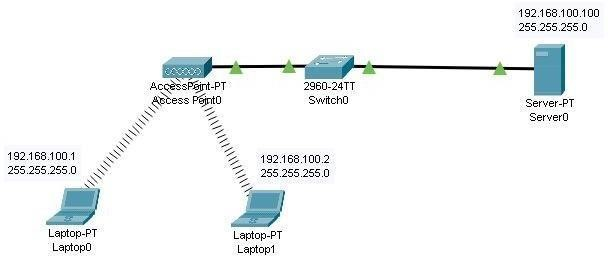 192.168.100.100
255.255.255.0
AccessPoint-PT
Access Point0
2960-24TT
Switch0
Server-PT
Server0
192.168.100.1
255.255.255.0
192.168.100.2
255.255.255.0
Laptop-PT
Laptop0
Laptop-PT
Laptop1